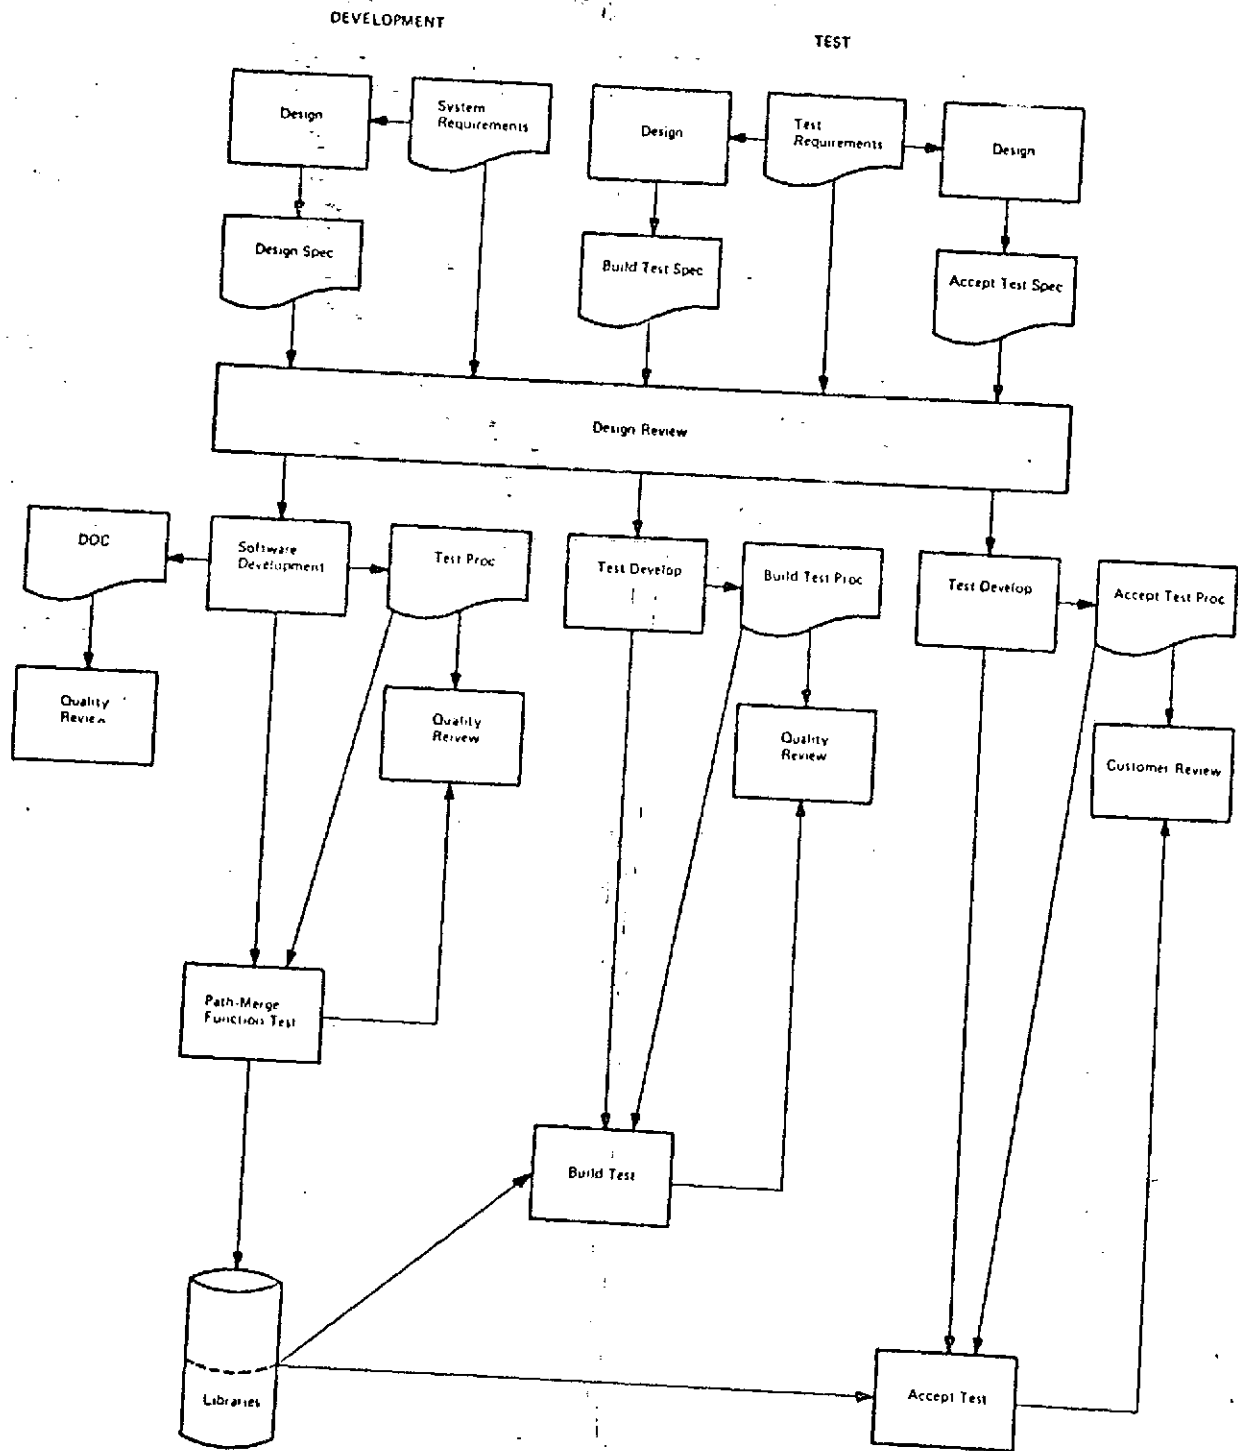 DEVELOPMENT
TEST
Design
System
Requirements
Design
Test
Requirements
Design
Design Spec
Build Test Spec
Accept Test Spec
Design Review
DOC
Software
Development
Test Proc
Test Develop
Build Test Proc
Test Develop
Accept Test Proc
Quality
Review
Quality
Reivew
Quality
Review
Customer Review
Path-Merge
Function Test
Build Test
Libraries
Accept Test